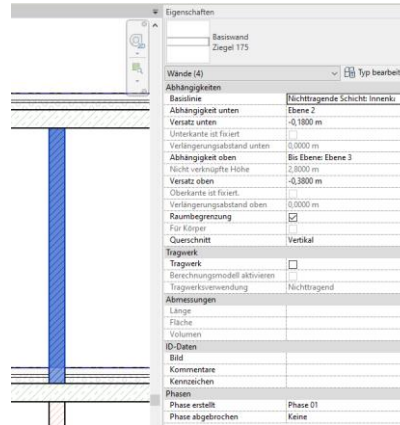 Eigenschaften
Basiswand
Ziegel 175
Wände (4)
Typ bearbeit
Abhängigkeiten
Basislinie Nichttragende Schicht: Innenku
Abhängigkeit unten Ebene 2
Versatz unten -0,1800 m
Unterkante ist fixiert
Verlängerungsabstand unten 0,0000 m
Abhängigkeit oben Bis Ebene: Ebene 3
Nicht verknüpfte Höhe 2,8000 m
Versatz oben -0,3800 m
Oberkante ist fixiert.
Verlängerungsabstand oben 0,0000 m
Raumbegrenzung
Für Körper
Querschnitt Vertikal
Tragwerk
Tragwerk
Berechnungsmodell aktivieren
Tragwerksverwendung Nichttragend
Abmessungen
Länge
Fläche
Volumen
ID-Daten
Bild
Kommentare
Kennzeichen
Phasen
Phase erstellt Phase 01
Phase abgebrochen Keine